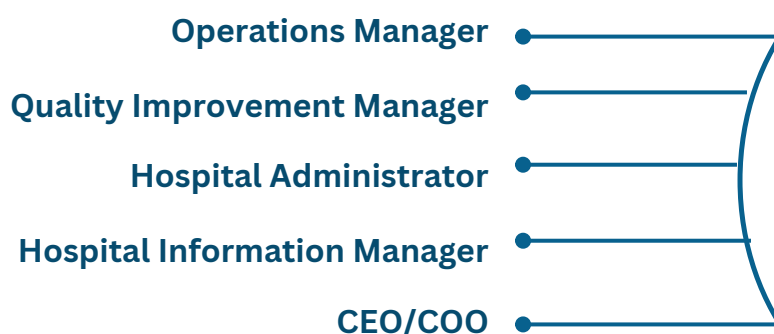 Operations Manager
Quality Improvement Manager
Hospital Administrator
Hospital Information Manager
CEO/COO